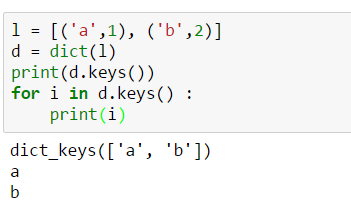 l = [('a',1), ('b',2)]
d = dict(l)
print(d.keys())
for i in d.keys() :
    print(i)
dict_keys(['a', 'b'])
a
b